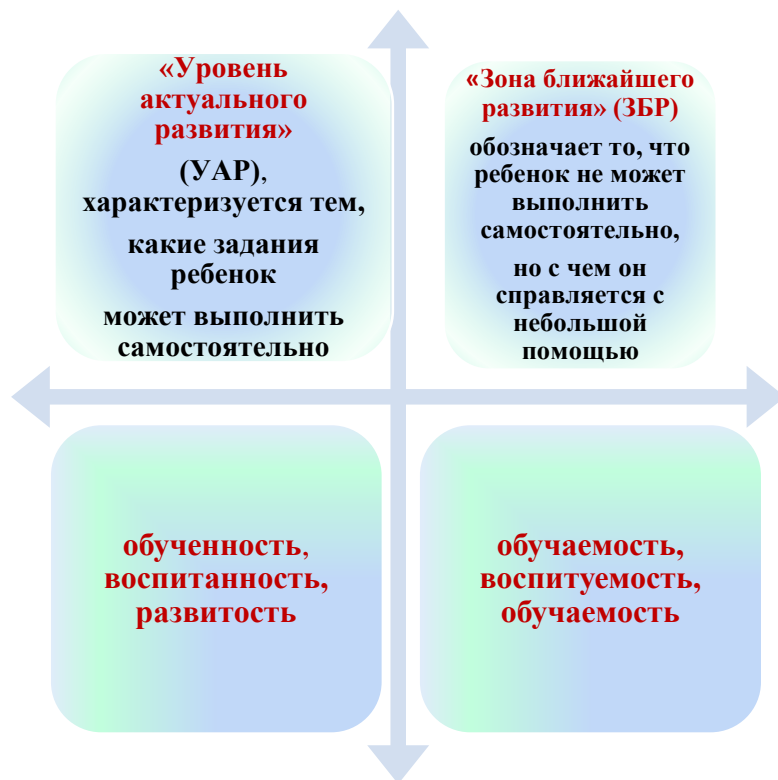 «Уровень
актуального
развития»
(УАР),
характеризуется тем,
какие задания
ребенок
может выполнить
самостоятельно
«Зона ближайшего
развития» (ЗБР)
обозначает то, что
ребенок не может
выполнить
самостоятельно,
но с чем он
справляется с
небольшой
помощью
обученность,
воспитанность,
развитость
обучаемость,
воспитуемость,
обучаемость